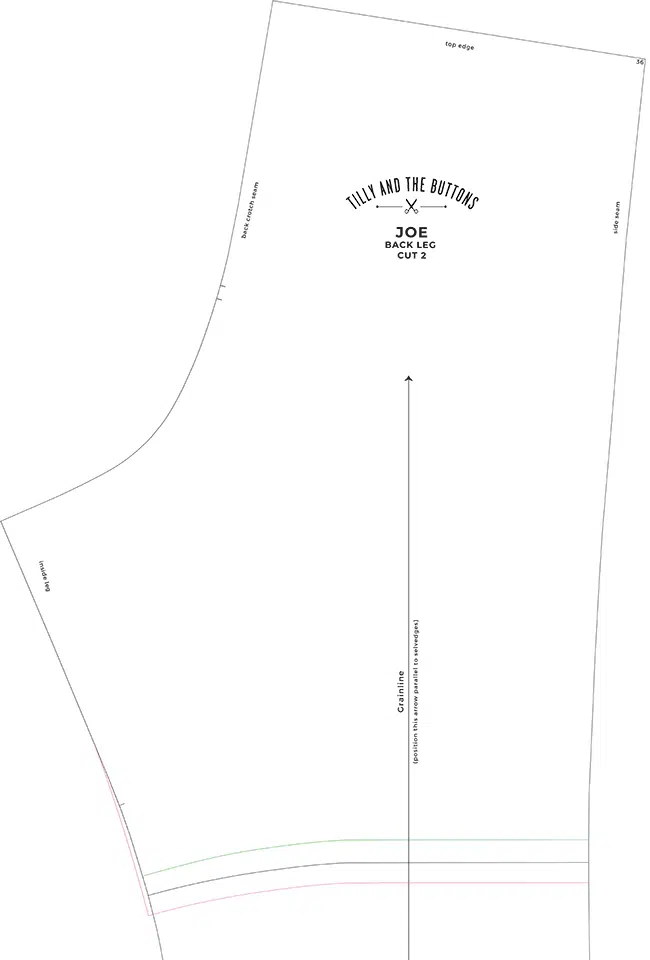 top edge
36
TILLY AND THE BUTTONS
back crotch seam
side seam
JOE
BACK LEG
CUT 2
inside leg
Grainline
(position this arrow parallel to selvedges)